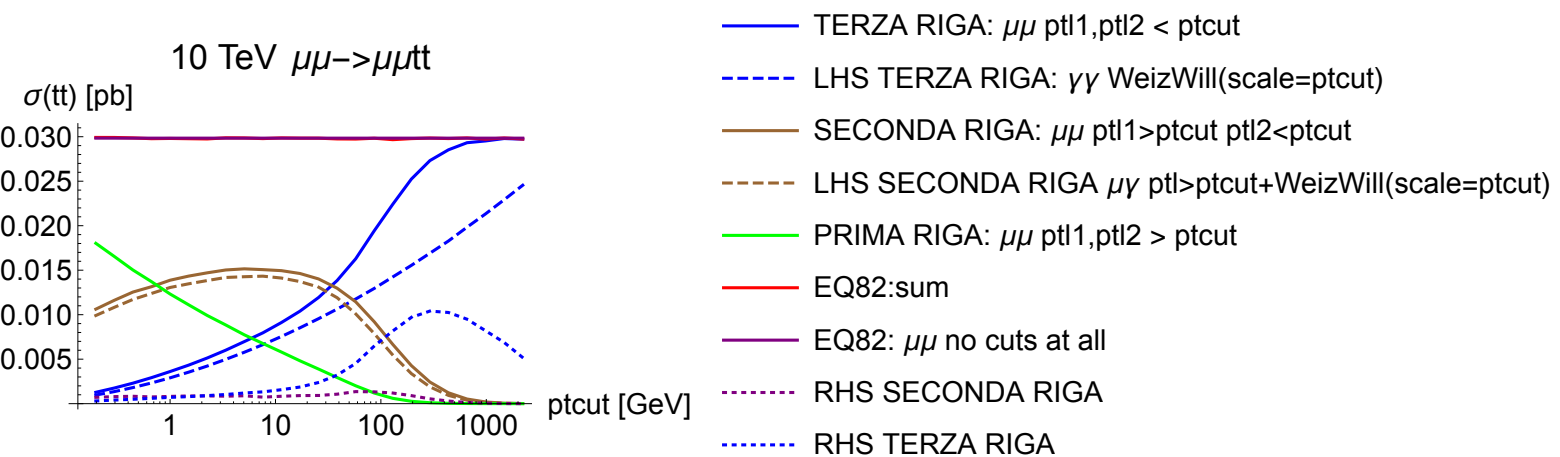 10 TeV μμ−>μμtt
σ(tt) [pb]
0.030
0.025
0.020
0.015
0.010
0.005
1
10
100
1000
ptcut [GeV]
TERZA RIGA: μμ ptl1,ptl2 < ptcut
LHS TERZA RIGA: γγ WeizWill(scale=ptcut)
SECONDA RIGA: μμ ptl1>ptcut ptl2<ptcut
LHS SECONDA RIGA μγ ptl>ptcut+WeizWill(scale=ptcut)
PRIMA RIGA: μμ ptl1,ptl2 > ptcut
EQ82:sum
EQ82: μμ no cuts at all
RHS SECONDA RIGA
RHS TERZA RIGA